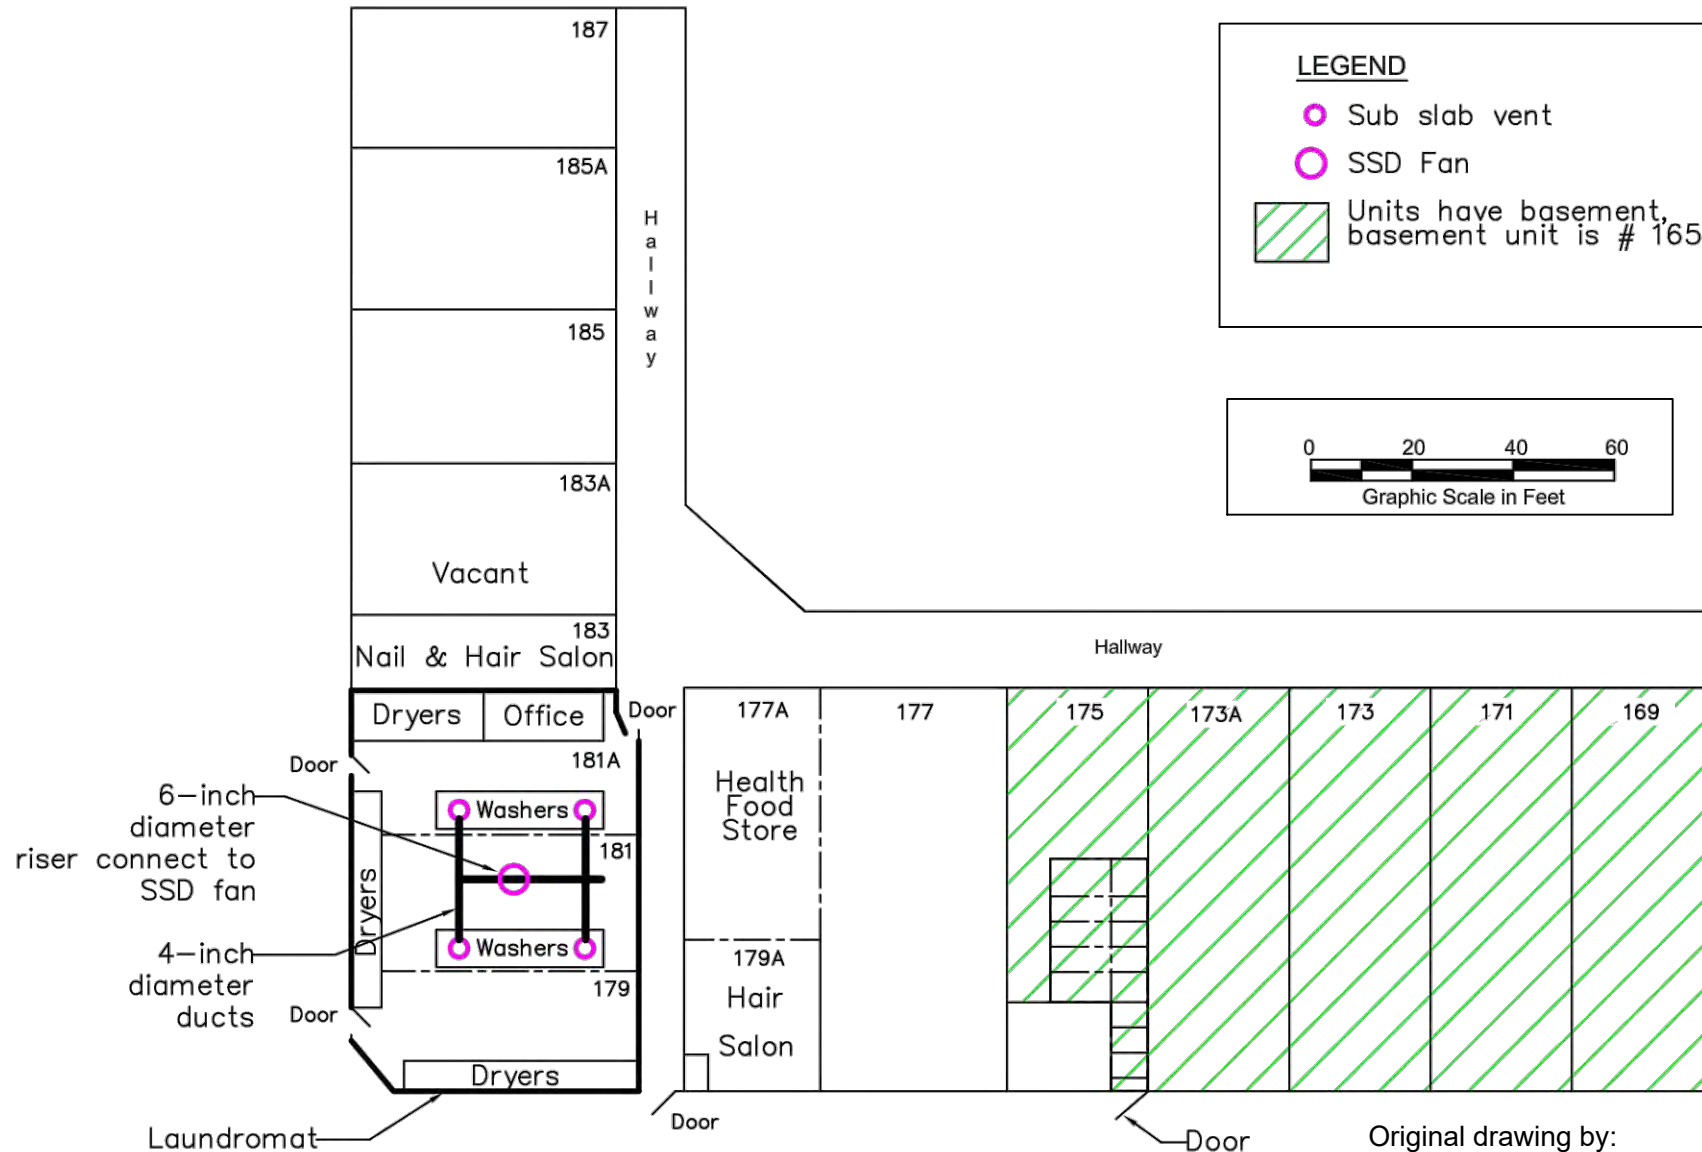 187
185A
185
183A
Vacant
183
Nail & Hair Salon
Hallway
LEGEND
Sub slab vent
SSD Fan
Units have basement,
basement unit is # 165
0 20 40 60
Graphic Scale in Feet
Hallway
Dryers
Office
Door
181A
Door
Washers
181
Dryers
Washers
179
Door
Dryers
6-inch
diameter
riser connect to
SSD fan
4-inch
diameter
ducts
Laundromat
177A
Health
Food
Store
179A
Hair
Salon
Door
177
175
173A
173
171
169
Door
Original drawing by: